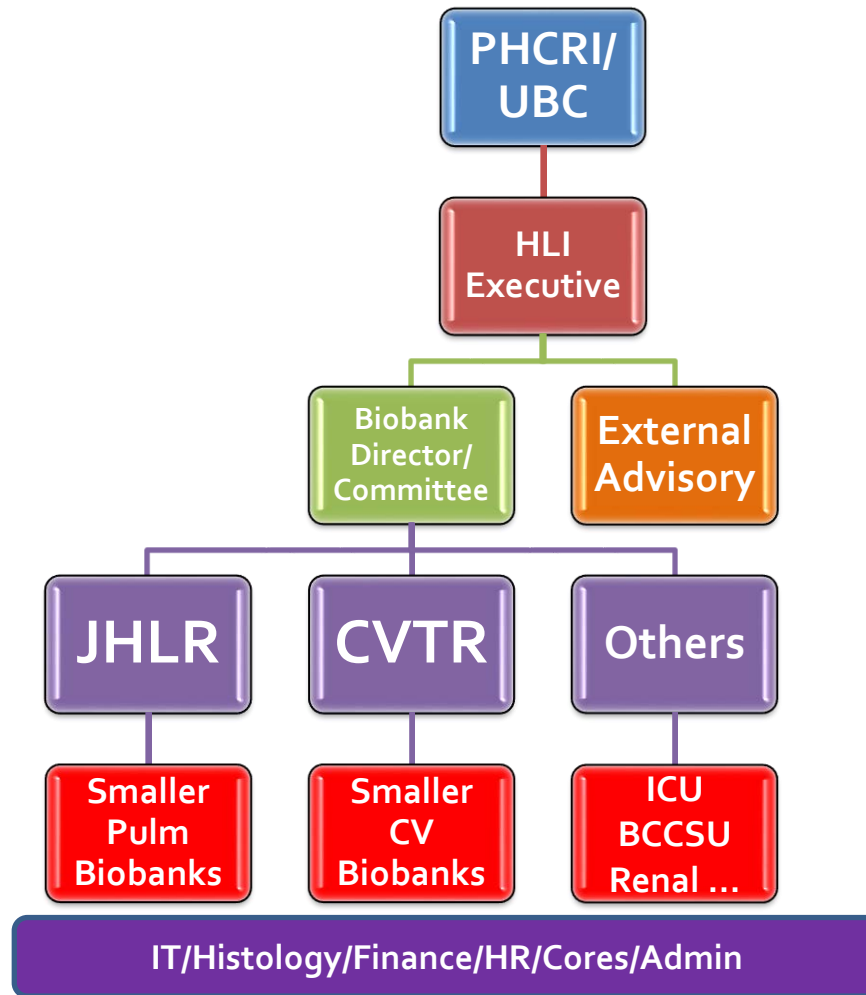 PHCRI/
UBC
HLI
Executive
Biobank
Director/
Committee
External
Advisory
JHLR
CVTR
Others
Smaller
Pulm
Biobanks
Smaller
CV
Biobanks
ICU
BCCSU
Renal ...
IT/Histology/Finance/HR/Cores/Admin